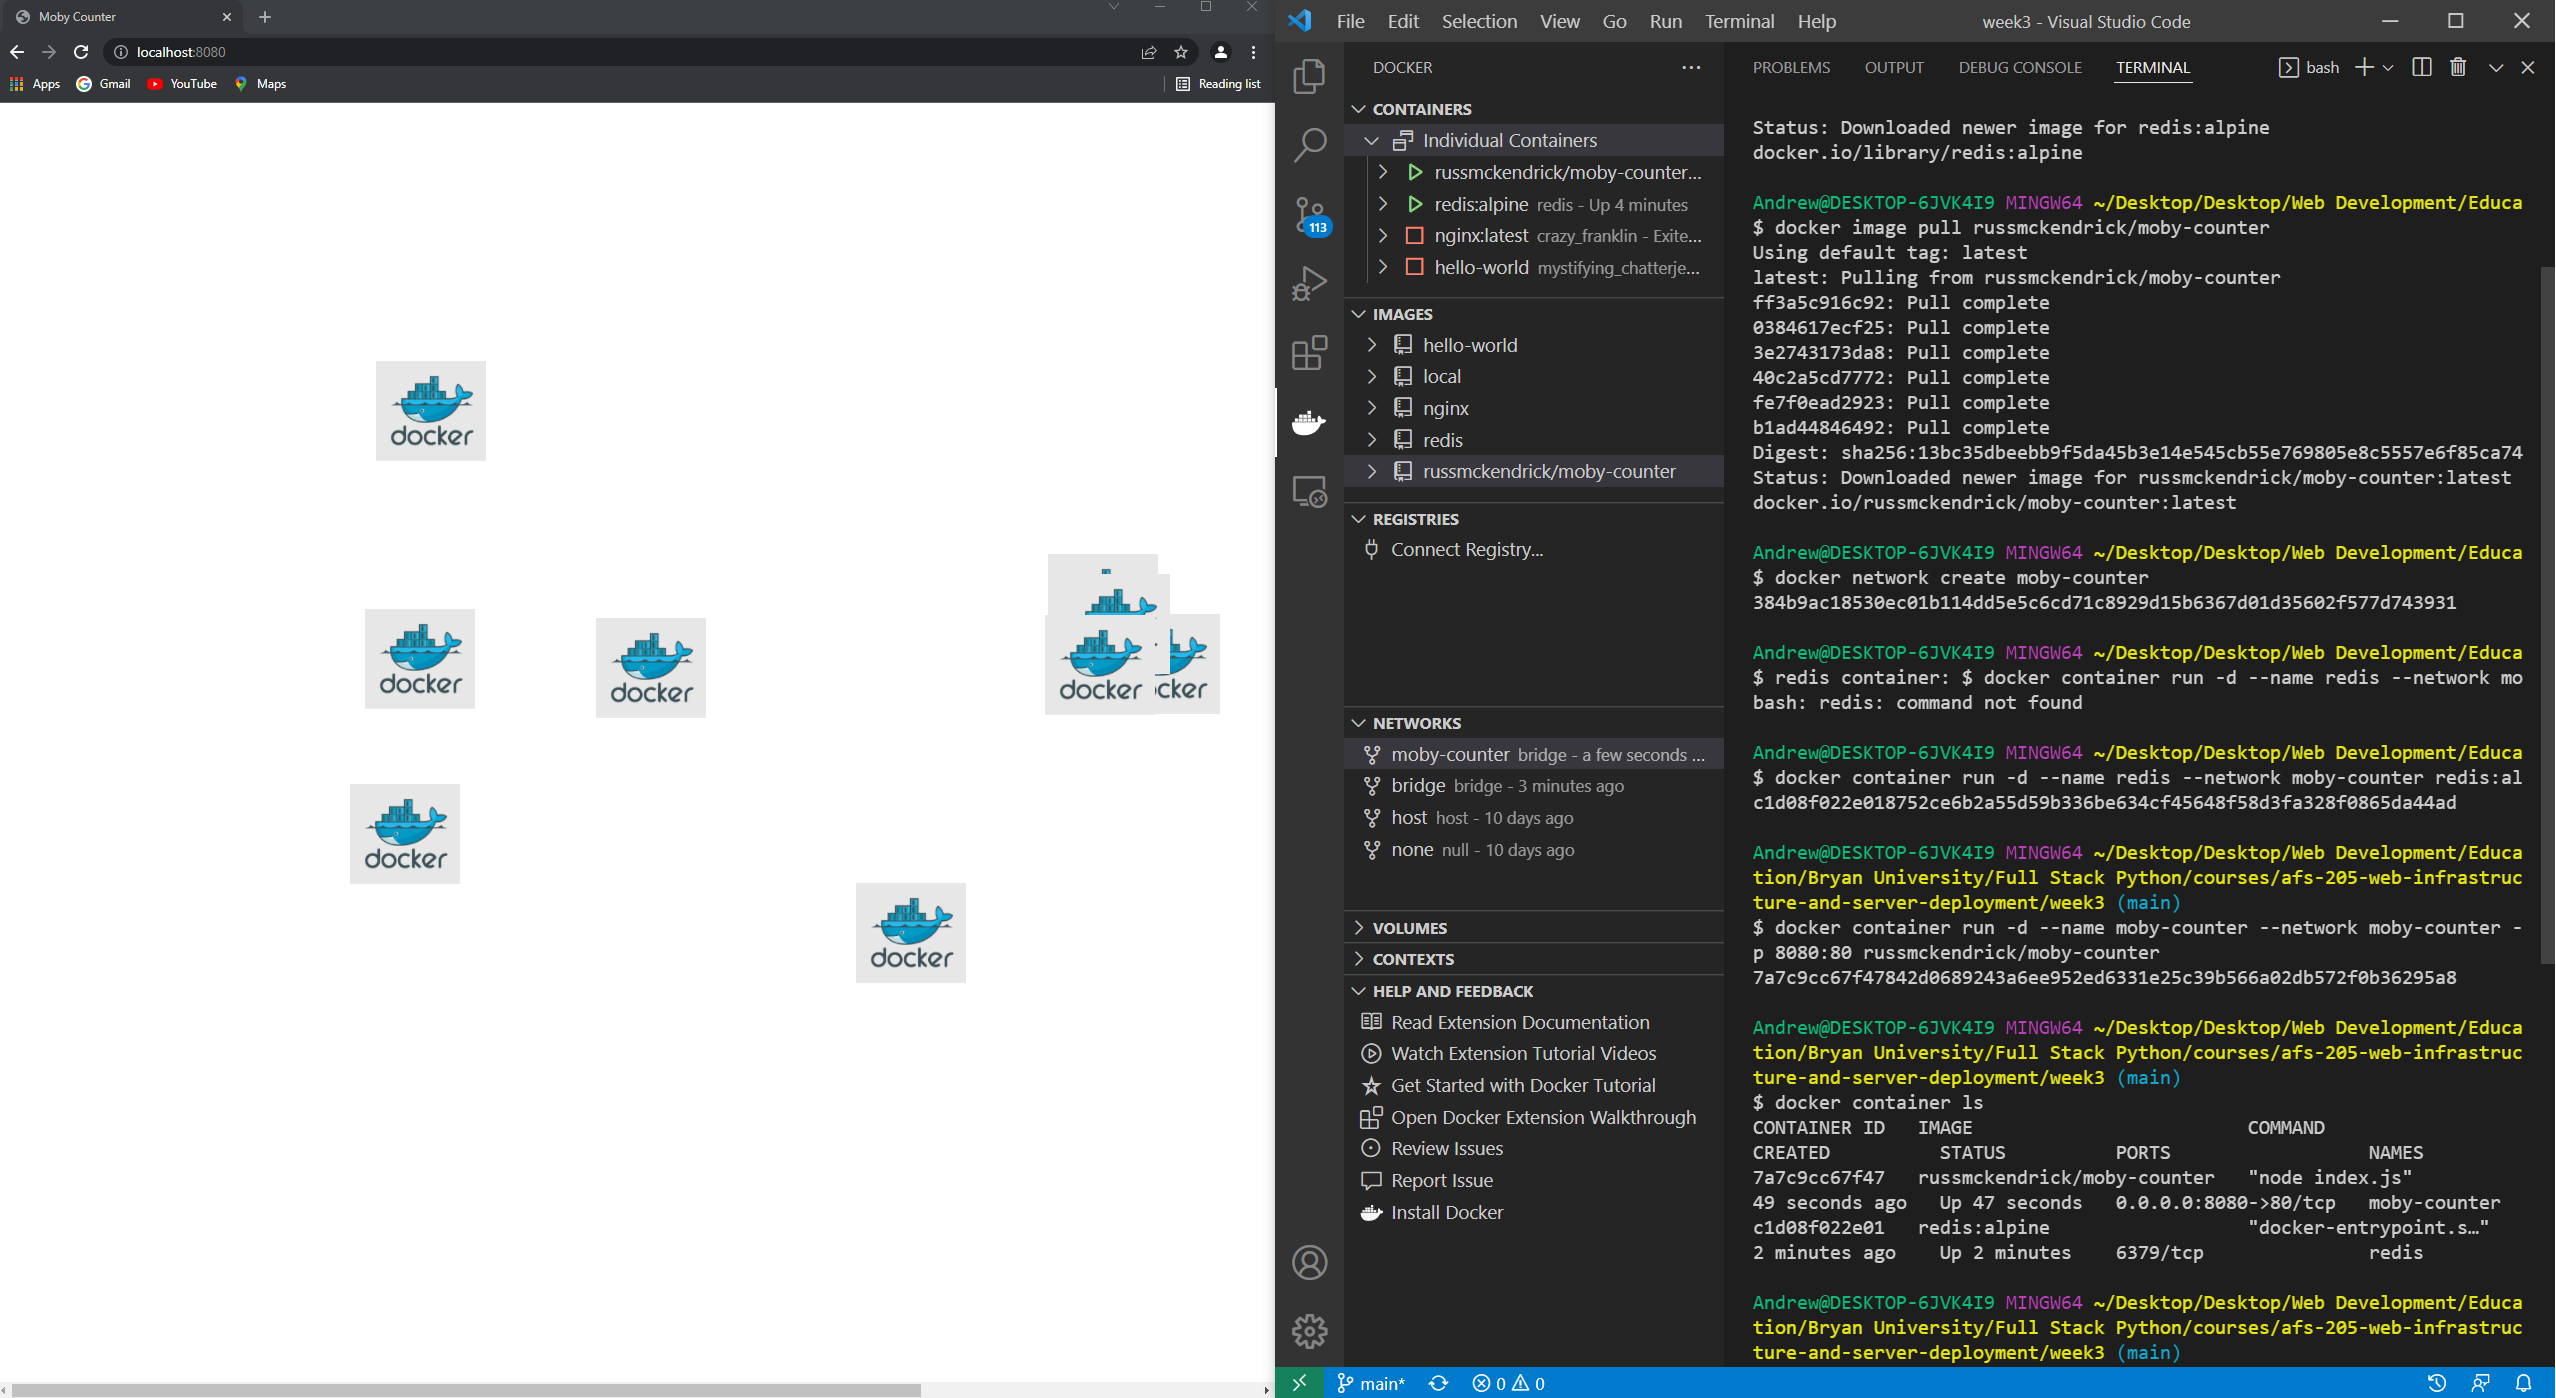 Moby Counter
localhost:8080
Apps Gmail YouTube Maps Reading list
docker
docker
docker
docker
docker
docker
docker
File Edit Selection View Go Run Terminal Help week3 - Visual Studio Code
113
DOCKER
CONTAINERS
Individual Containers
russmckendrick/moby-counter...
redis:alpine redis - Up 4 minutes
nginx:latest crazy_franklin - Exite...
hello-world mystifying_chatterje...
IMAGES
hello-world
local
nginx
redis
russmckendrick/moby-counter
REGISTRIES
Connect Registry...
NETWORKS
moby-counter bridge - a few seconds ...
bridge bridge - 3 minutes ago
host host - 10 days ago
none null - 10 days ago
VOLUMES
CONTEXTS
HELP AND FEEDBACK
Read Extension Documentation
Watch Extension Tutorial Videos
Get Started with Docker Tutorial
Open Docker Extension Walkthrough
Review Issues
Report Issue
Install Docker
PROBLEMS OUTPUT DEBUG CONSOLE TERMINAL bash
Status: Downloaded newer image for redis:alpine
docker.io/library/redis:alpine
Andrew@DESKTOP-6JVK4I9 MINGW64 ~/Desktop/Desktop/Web Development/Educa
$ docker image pull russmckendrick/moby-counter
Using default tag: latest
latest: Pulling from russmckendrick/moby-counter
ff3a5c916c92: Pull complete
0384617ecf25: Pull complete
3e2743173da8: Pull complete
40c2a5cd7772: Pull complete
fe7f0ead2923: Pull complete
b1ad44846492: Pull complete
Digest: sha256:13bc35dbeebb9f5da45b3e14e545cb55e769805e8c5557e6f85ca74
Status: Downloaded newer image for russmckendrick/moby-counter:latest
docker.io/russmckendrick/moby-counter:latest
Andrew@DESKTOP-6JVK4I9 MINGW64 ~/Desktop/Desktop/Web Development/Educa
$ docker network create moby-counter
384b9ac18530ec01b114dd5e5c6cd71c8929d15b6367d01d35602f577d743931
Andrew@DESKTOP-6JVK4I9 MINGW64 ~/Desktop/Desktop/Web Development/Educa
$ redis container: $ docker container run -d --name redis --network mo
bash: redis: command not found
Andrew@DESKTOP-6JVK4I9 MINGW64 ~/Desktop/Desktop/Web Development/Educa
$ docker container run -d --name redis --network moby-counter redis:al
c1d08f022e018752ce6b2a55d59b336be634cf45648f58d3fa328f0865da44ad
Andrew@DESKTOP-6JVK4I9 MINGW64 ~/Desktop/Desktop/Web Development/Educa
tion/Bryan University/Full Stack Python/courses/afs-205-web-infrastruc
ture-and-server-deployment/week3 (main)
$ docker container run -d --name moby-counter --network moby-counter -
p 8080:80 russmckendrick/moby-counter
7a7c9cc67f47842d0689243a6ee952ed6331e25c39b566a02db572f0b36295a8
Andrew@DESKTOP-6JVK4I9 MINGW64 ~/Desktop/Desktop/Web Development/Educa
tion/Bryan University/Full Stack Python/courses/afs-205-web-infrastruc
ture-and-server-deployment/week3 (main)
$ docker container ls
CONTAINER ID IMAGE COMMAND
CREATED STATUS PORTS NAMES
7a7c9cc67f47 russmckendrick/moby-counter "node index.js"
49 seconds ago Up 47 seconds 0.0.0.0:8080->80/tcp moby-counter
c1d08f022e01 redis:alpine "docker-entrypoint.s…"
2 minutes ago Up 2 minutes 6379/tcp redis
Andrew@DESKTOP-6JVK4I9 MINGW64 ~/Desktop/Desktop/Web Development/Educa
tion/Bryan University/Full Stack Python/courses/afs-205-web-infrastruc
ture-and-server-deployment/week3 (main)
main* 0 0